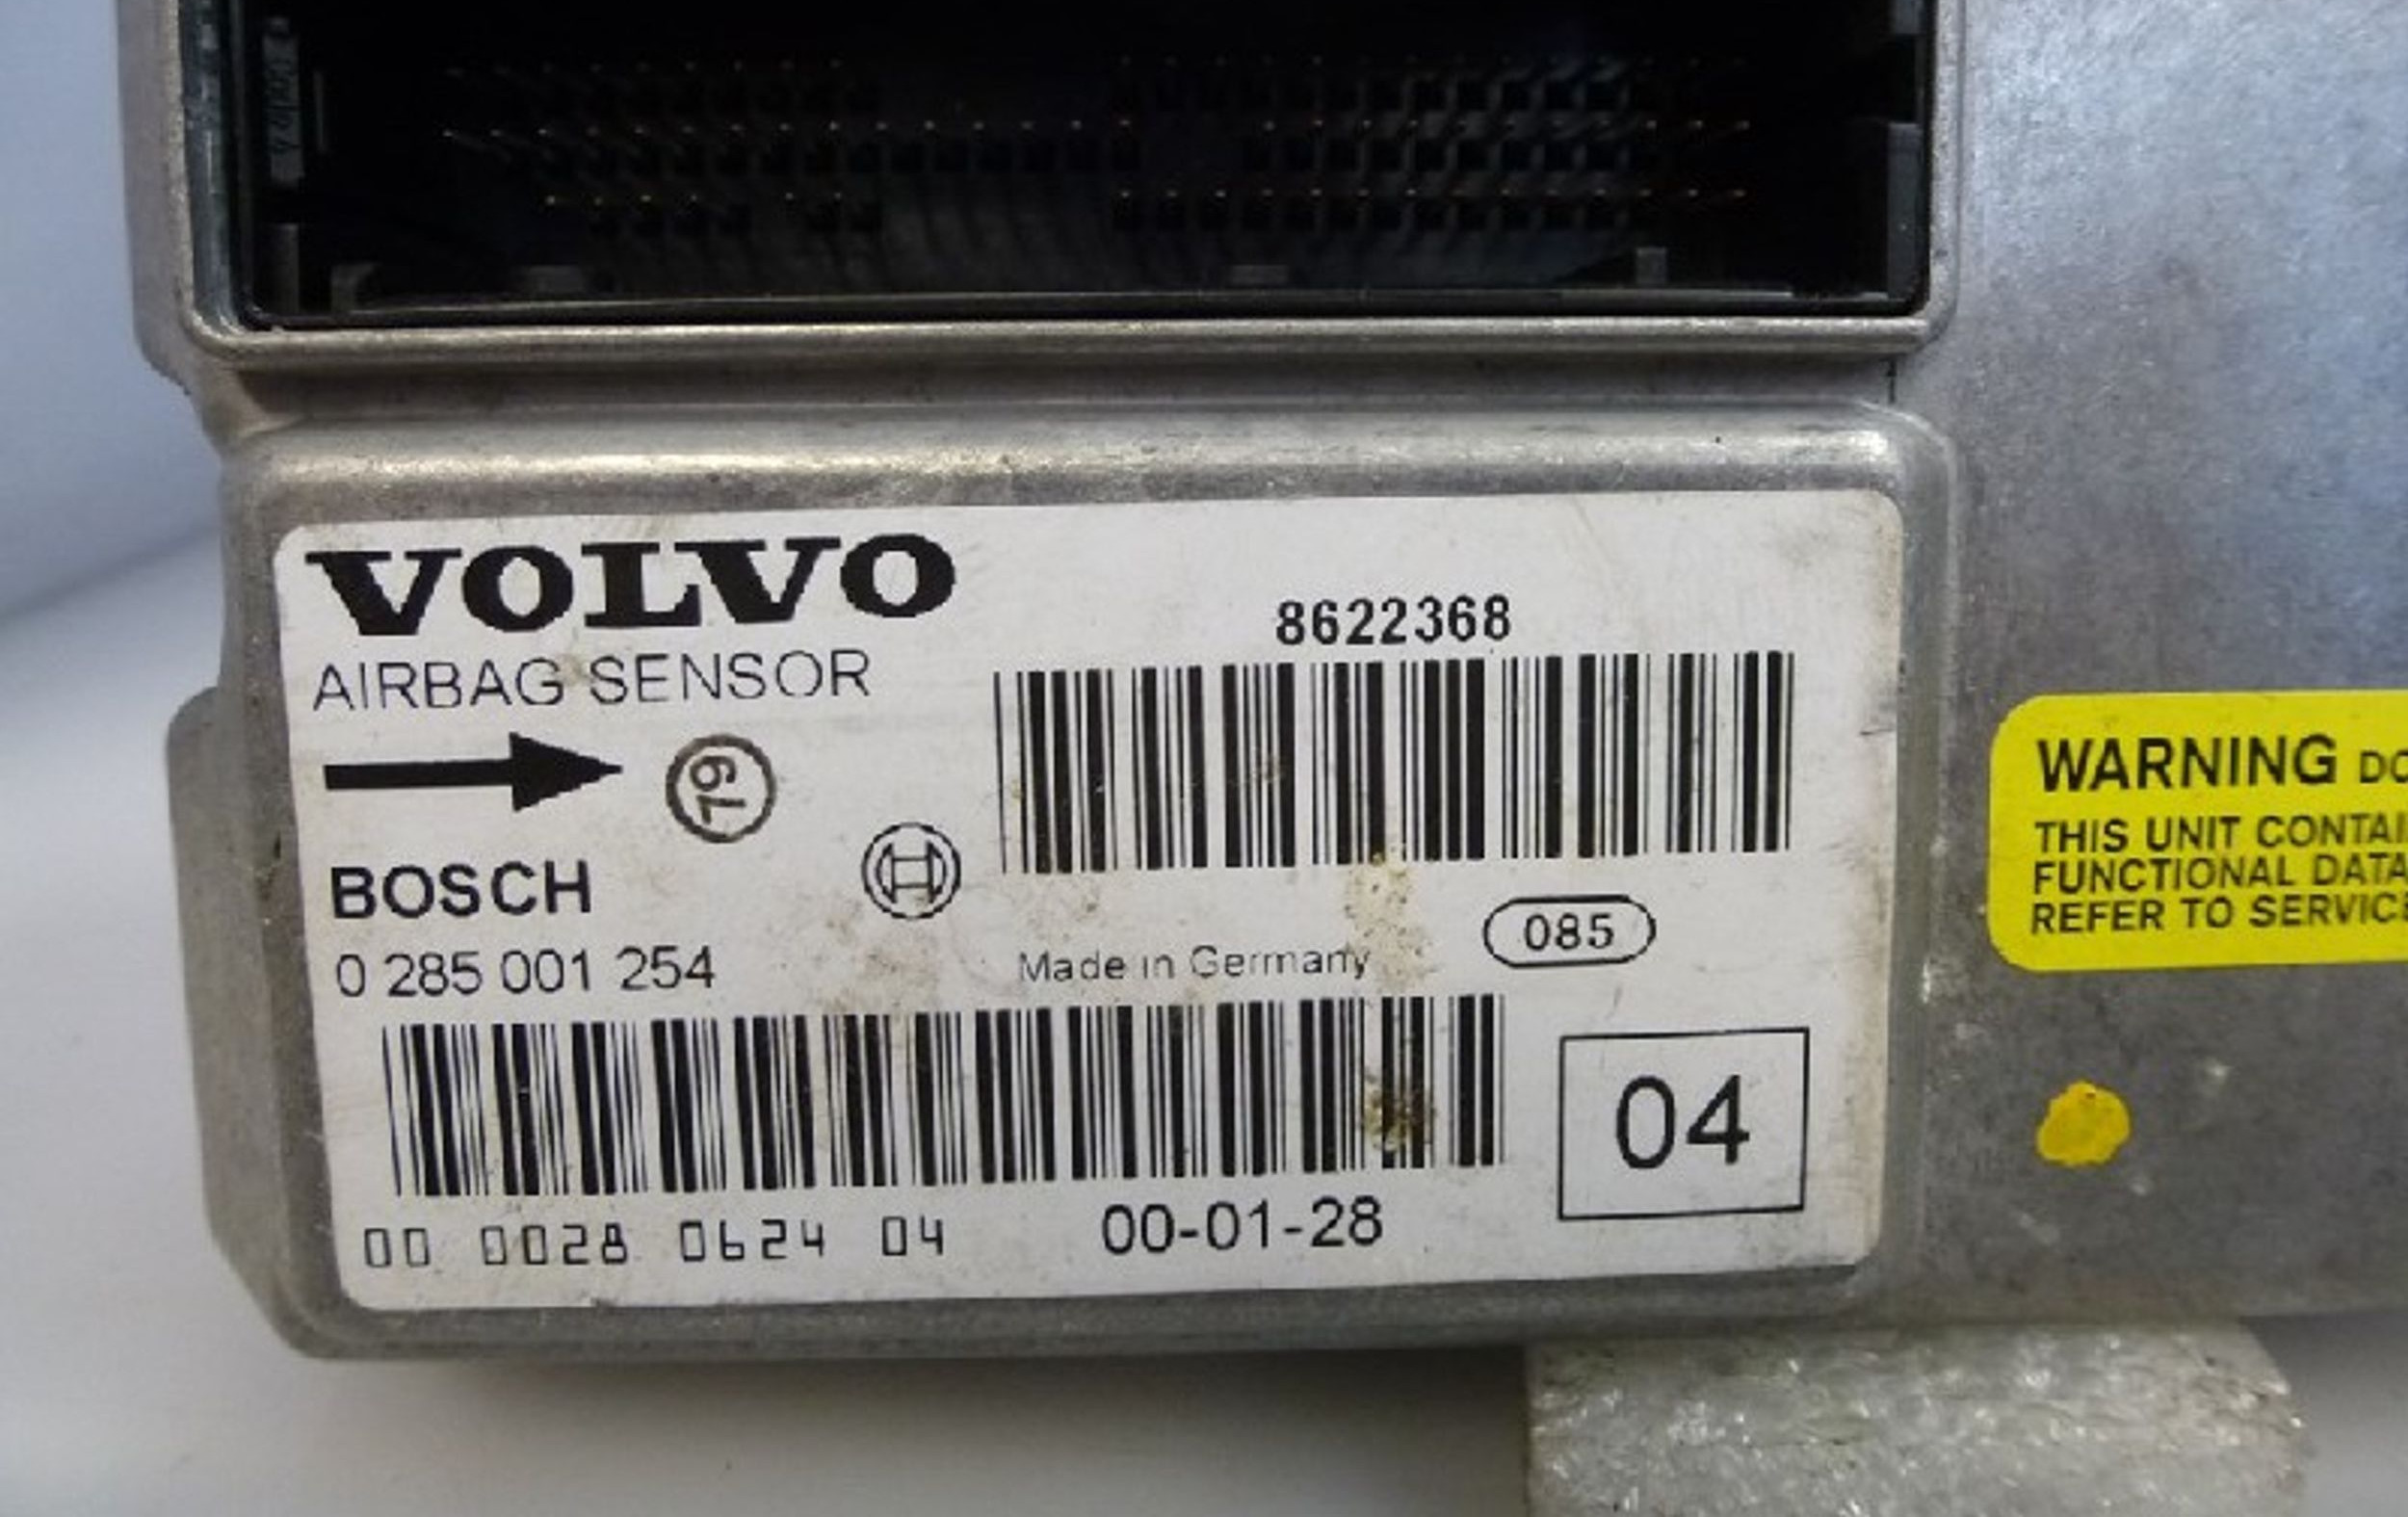 VOLVO
8622368
AIRBAG SENSOR
79
BOSCH
085
0 285 001 254
Made in Germany
04
00 0028 0624 04
00-01-28
WARNING DO
THIS UNIT CONTAI
FUNCTIONAL DATA
REFER TO SERVICE